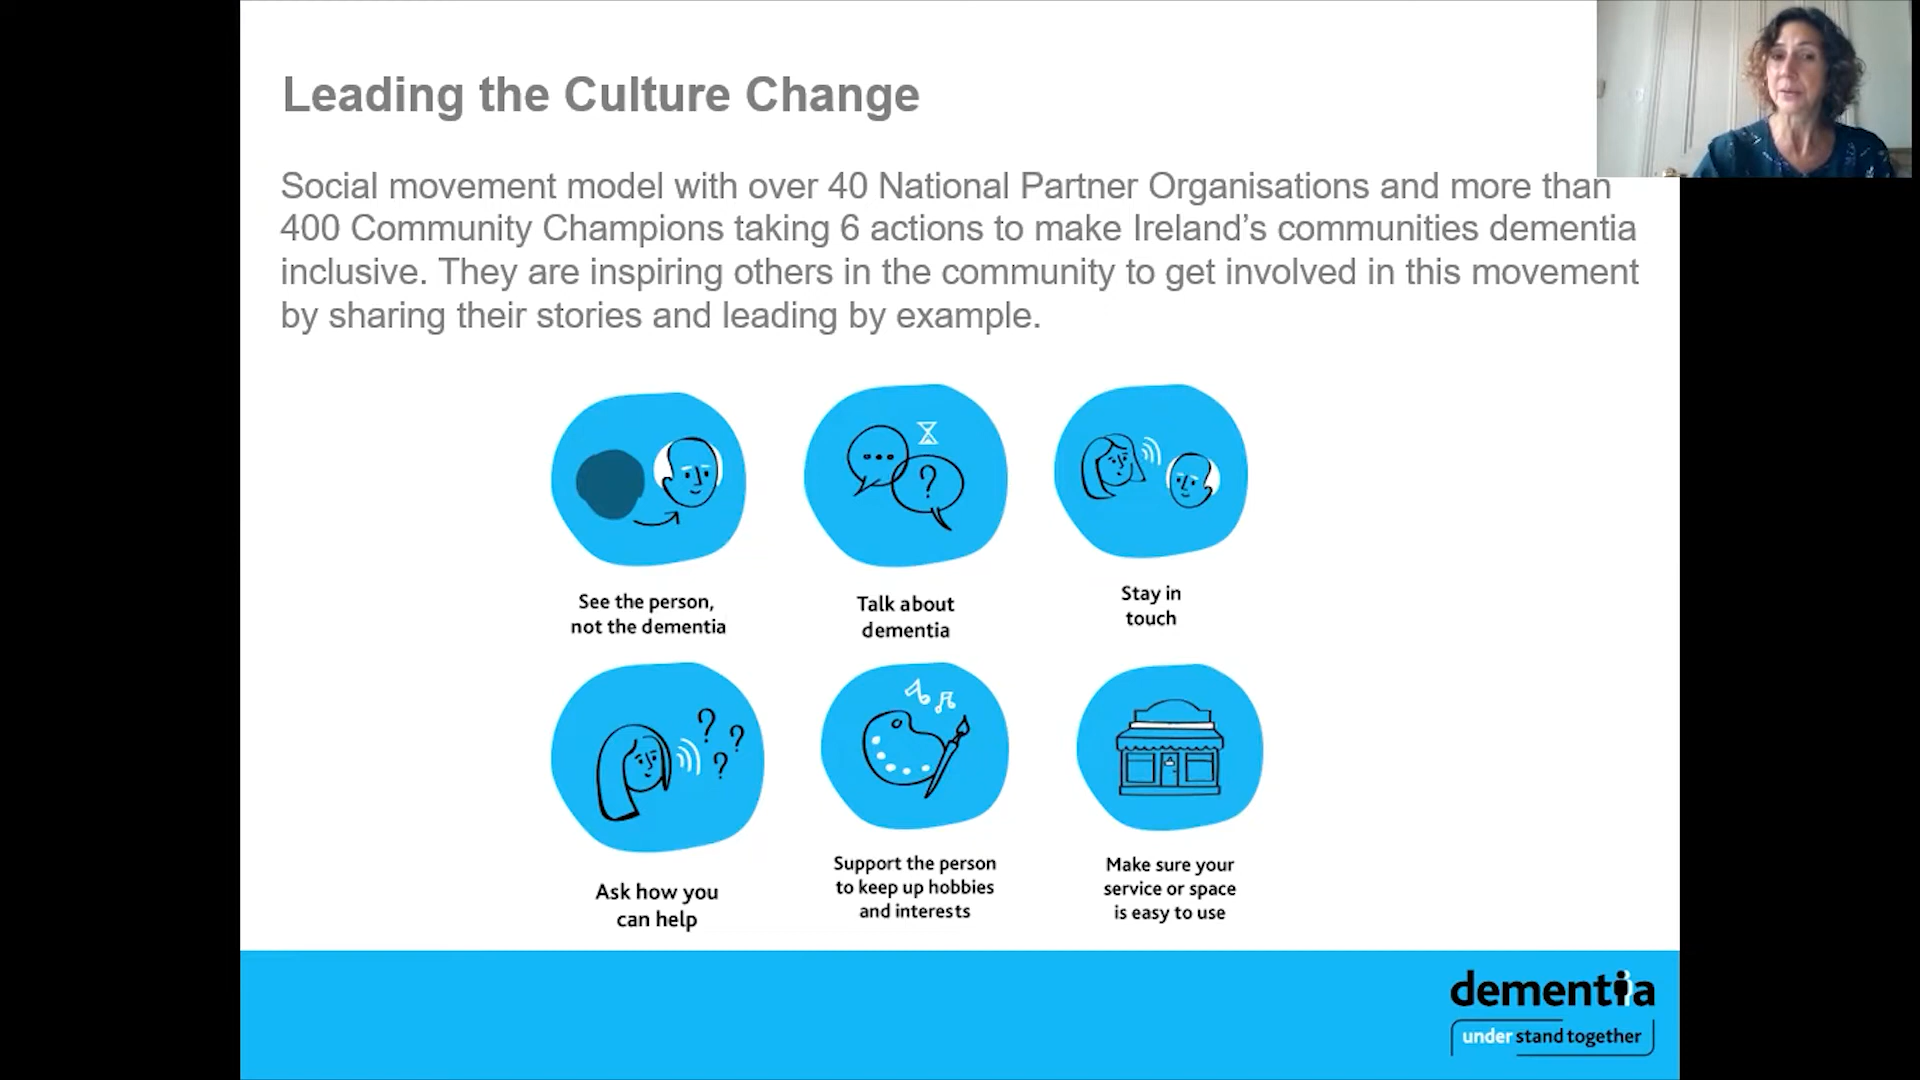 Leading the Culture Change
Social movement model with over 40 National Partner Organisations and more than
400 Community Champions taking 6 actions to make Ireland’s communities dementia
inclusive. They are inspiring others in the community to get involved in this movement
by sharing their stories and leading by example.
See the person,
not the dementia
Talk about
dementia
Stay in
touch
Ask how you
can help
Support the person
to keep up hobbies
and interests
Make sure your
service or space
is easy to use
dementia
understand together